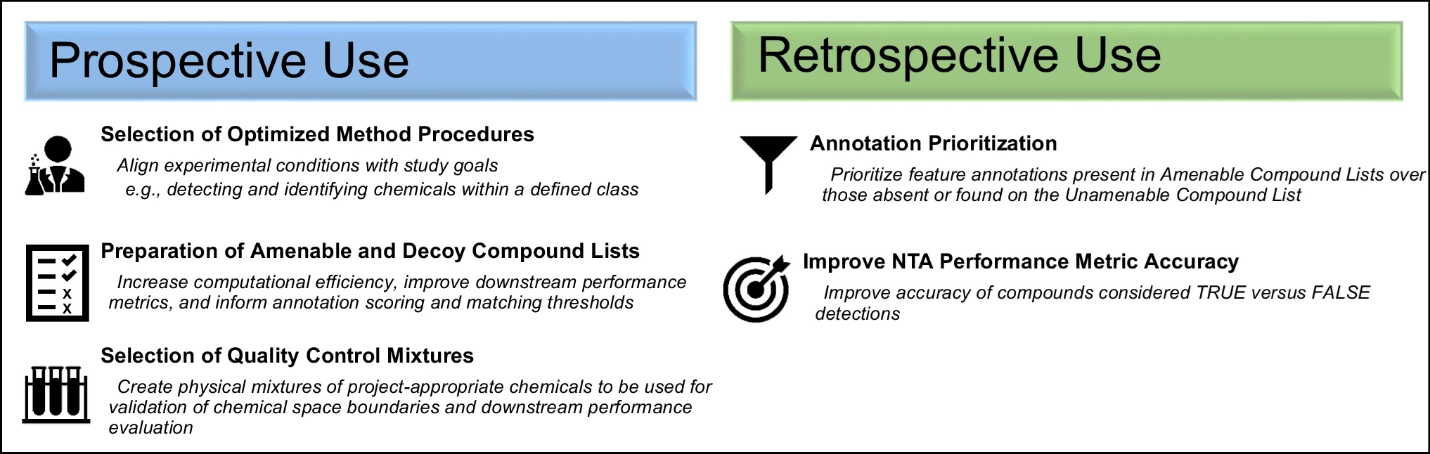 Prospective Use
Selection of Optimized Method Procedures
Align experimental conditions with study goals
e.g., detecting and identifying chemicals within a defined class
Preparation of Amenable and Decoy Compound Lists
Increase computational efficiency, improve downstream performance
metrics, and inform annotation scoring and matching thresholds
X
X
Selection of Quality Control Mixtures
Create physical mixtures of project-appropriate chemicals to be used for
validation of chemical space boundaries and downstream performance
evaluation
Retrospective Use
Annotation Prioritization
Prioritize feature annotations present in Amenable Compound Lists over
those absent or found on the Unamenable Compound List
Improve NTA Performance Metric Accuracy
Improve accuracy of compounds considered TRUE versus FALSE
detections